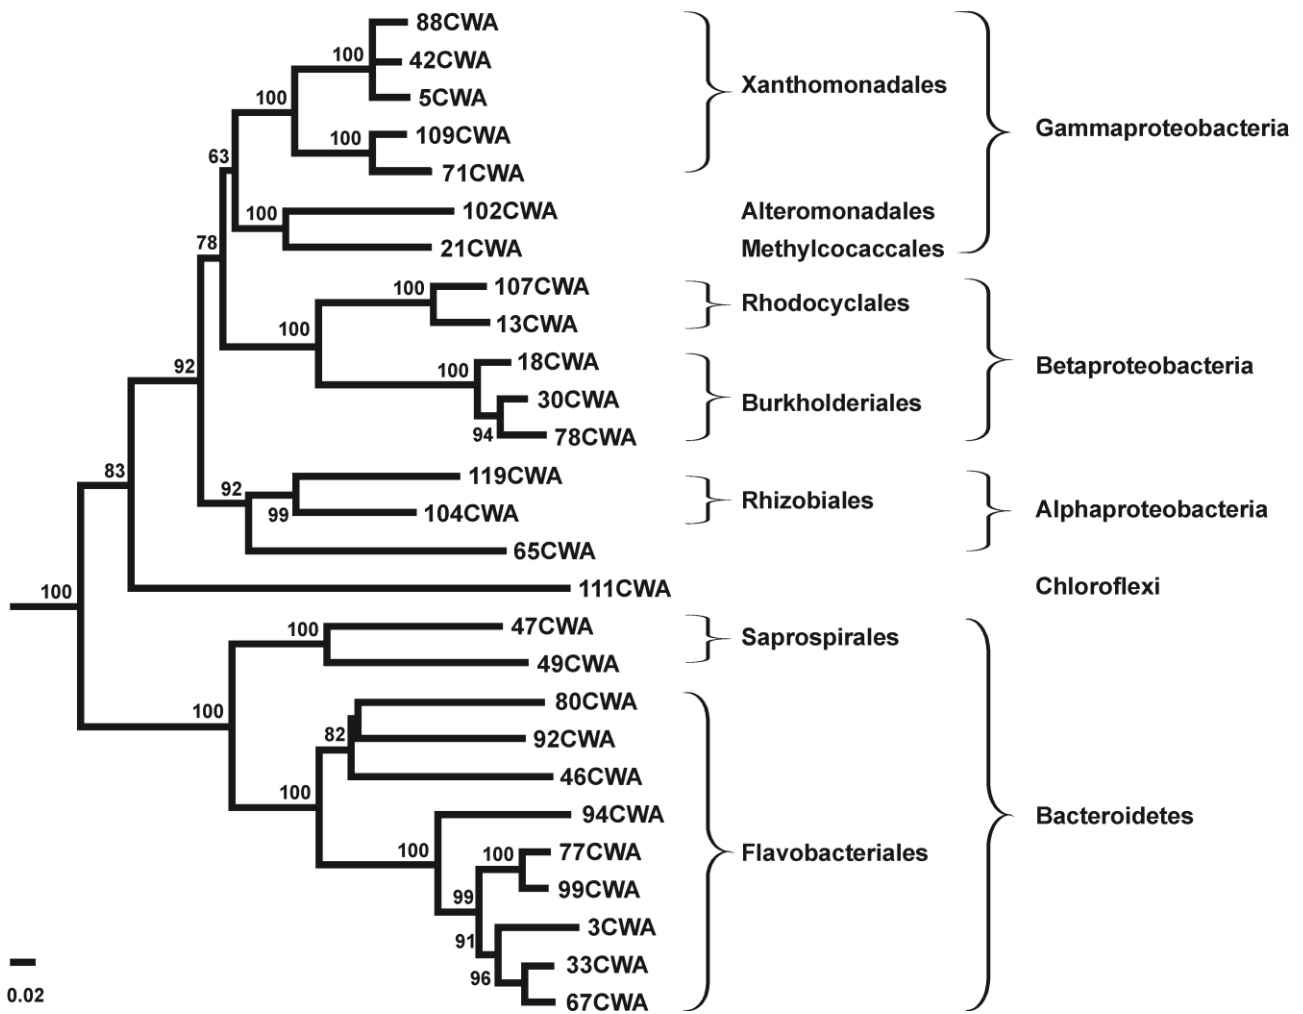 88CWA
100
42CWA
Xanthomonadales
100
5CWA
109CWA
Gammaproteobacteria
100
63
71CWA
102CWA
Alteromonadales
100
78
21CWA
Methylcocaccales
107CWA
100
Rhodocyclales
13CWA
100
18CWA
92
100
Betaproteobacteria
30CWA
Burkholderiales
94
78CWA
83
119CWA
92
Rhizobiales
99
104CWA
Alphaproteobacteria
65CWA
100
111CWA
Chloroflexi
100
47CWA
Saprospirales
49CWA
80CWA
100
82
92CWA
46CWA
100
94CWA
Bacteroidetes
100
100
77CWA
Flavobacteriales
99CWA
99
3CWA
91
33CWA
96
67CWA
0.02